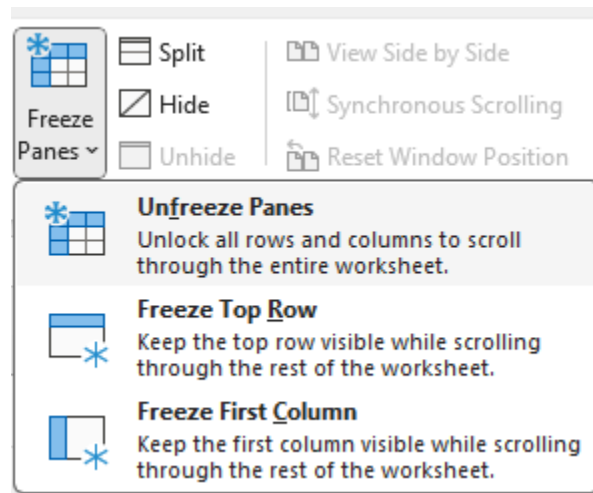 Split
View Side by Side
Hide
Synchronous Scrolling
Freeze
Panes
Unhide
Reset Window Position
Unfreeze Panes
Unlock all rows and columns to scroll
through the entire worksheet.
Freeze Top Row
Keep the top row visible while scrolling
through the rest of the worksheet.
Freeze First Column
Keep the first column visible while scrolling
through the rest of the worksheet.